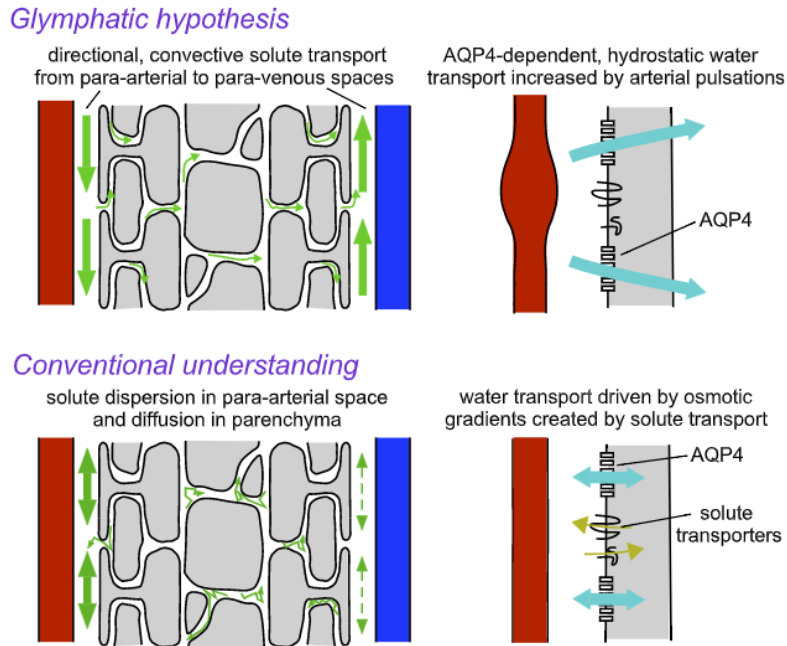 Glymphatic hypothesis
directional, convective solute transport
from para-arterial to para-venous spaces
AQP4-dependent, hydrostatic water
transport increased by arterial pulsations
AQP4
Conventional understanding
solute dispersion in para-arterial space
and diffusion in parenchyma
water transport driven by osmotic
gradients created by solute transport
AQP4
solute
transporters